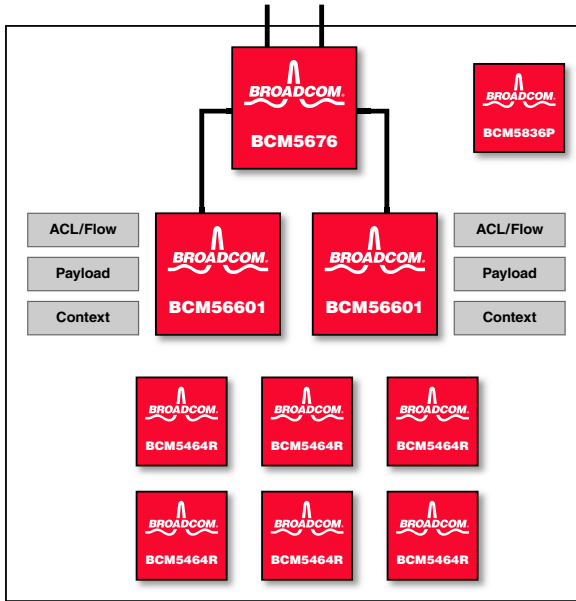 BROADCOM.
BCM5676
BROADCOM.
BCM5836P
ACL/Flow
Payload
Context
BROADCOM.
BCM56601
BROADCOM.
BCM56601
ACL/Flow
Payload
Context
BROADCOM.
BCM5464R
BROADCOM.
BCM5464R
BROADCOM.
BCM5464R
BROADCOM.
BCM5464R
BROADCOM.
BCM5464R
BROADCOM.
BCM5464R